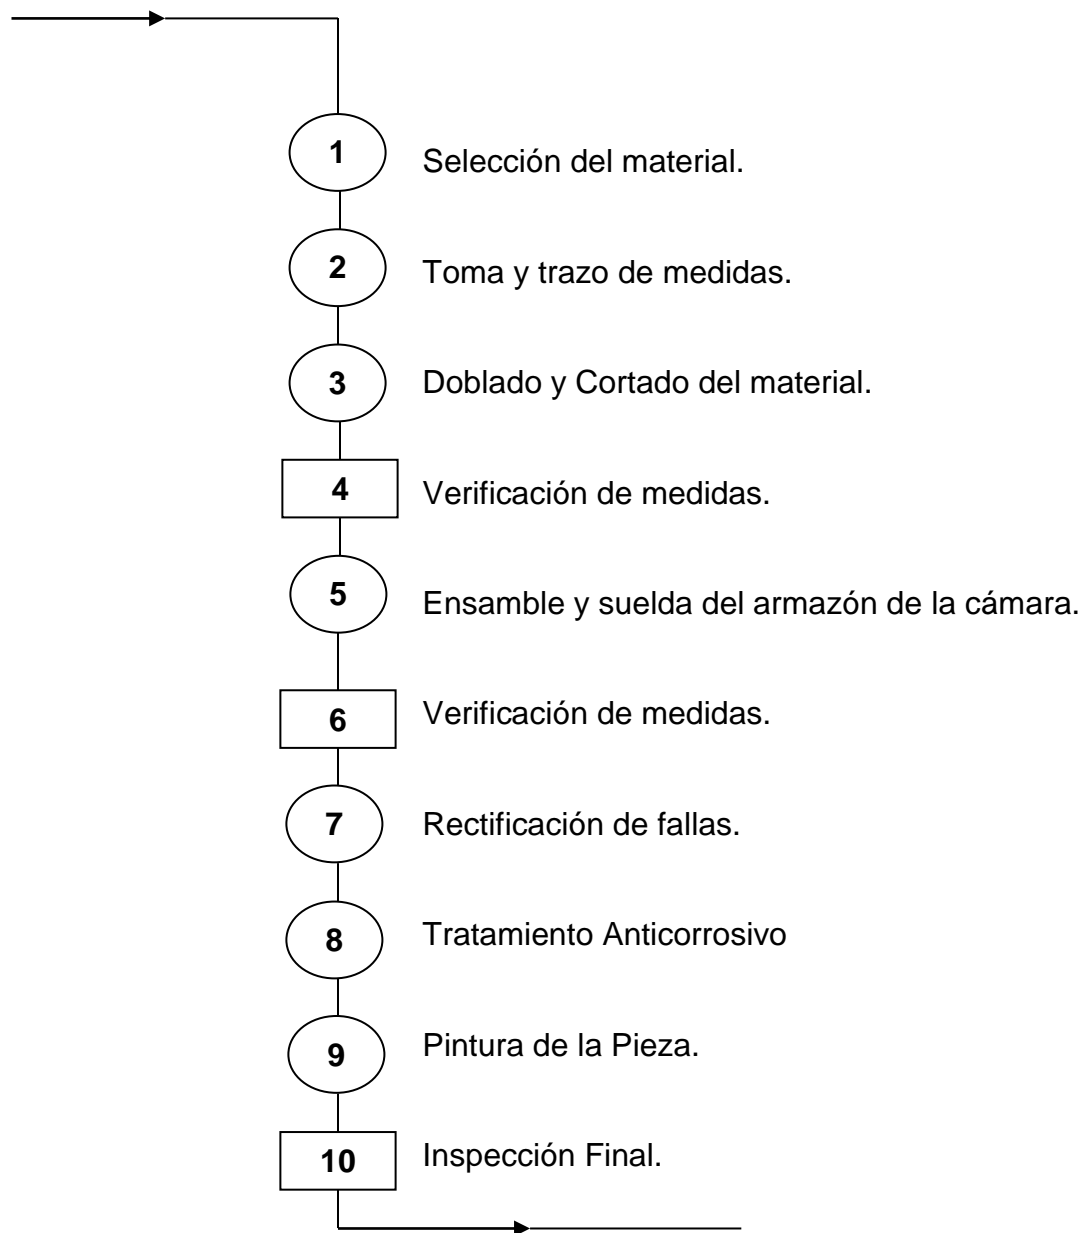 1 Selección del material.
2 Toma y trazo de medidas.
3 Doblado y Cortado del material.
4 Verificación de medidas.
5 Ensamble y suelda del armazón de la cámara.
6 Verificación de medidas.
7 Rectificación de fallas.
8 Tratamiento Anticorrosivo
9 Pintura de la Pieza.
10 Inspección Final.